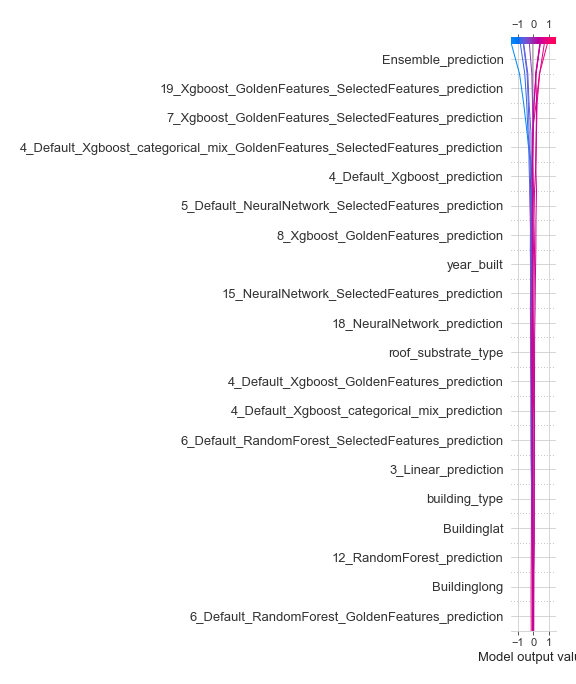 −1 0 1
Ensemble_prediction
19_Xgboost_GoldenFeatures_SelectedFeatures_prediction
7_Xgboost_GoldenFeatures_SelectedFeatures_prediction
4_Default_Xgboost_categorical_mix_GoldenFeatures_SelectedFeatures_prediction
4_Default_Xgboost_prediction
5_Default_NeuralNetwork_SelectedFeatures_prediction
8_Xgboost_GoldenFeatures_prediction
year_built
15_NeuralNetwork_SelectedFeatures_prediction
18_NeuralNetwork_prediction
roof_substrate_type
4_Default_Xgboost_GoldenFeatures_prediction
4_Default_Xgboost_categorical_mix_prediction
6_Default_RandomForest_SelectedFeatures_prediction
3_Linear_prediction
building_type
Buildinglat
12_RandomForest_prediction
Buildinglong
6_Default_RandomForest_GoldenFeatures_prediction
−1 0 1
Model output valu